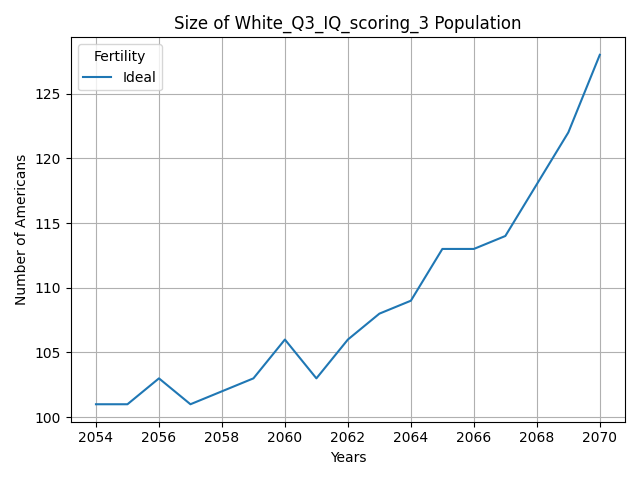 Size of White_Q3_IQ_scoring_3 Population
Fertility
Ideal
Number of Americans
125
120
115
110
105
100
2054 2056 2058 2060 2062 2064 2066 2068 2070
Years